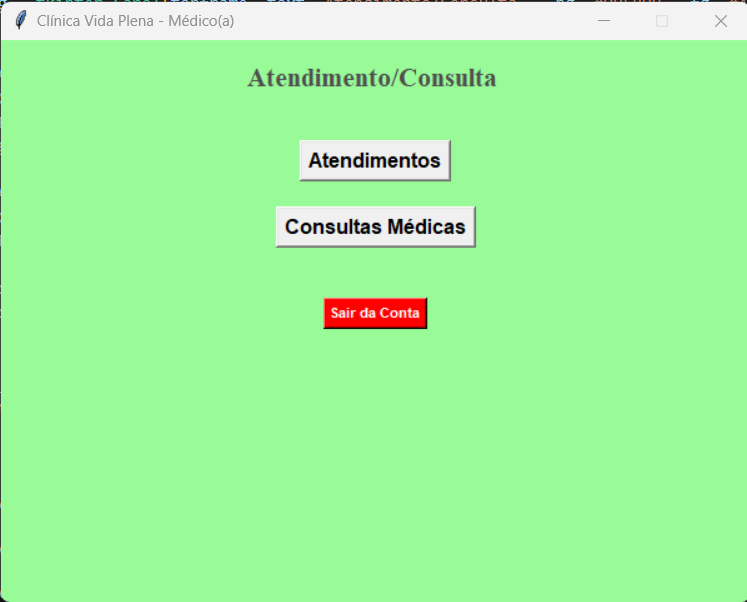 Clínica Vida Plena - Médico(a)
Atendimento/Consulta
Atendimentos
Consultas Médicas
Sair da Conta